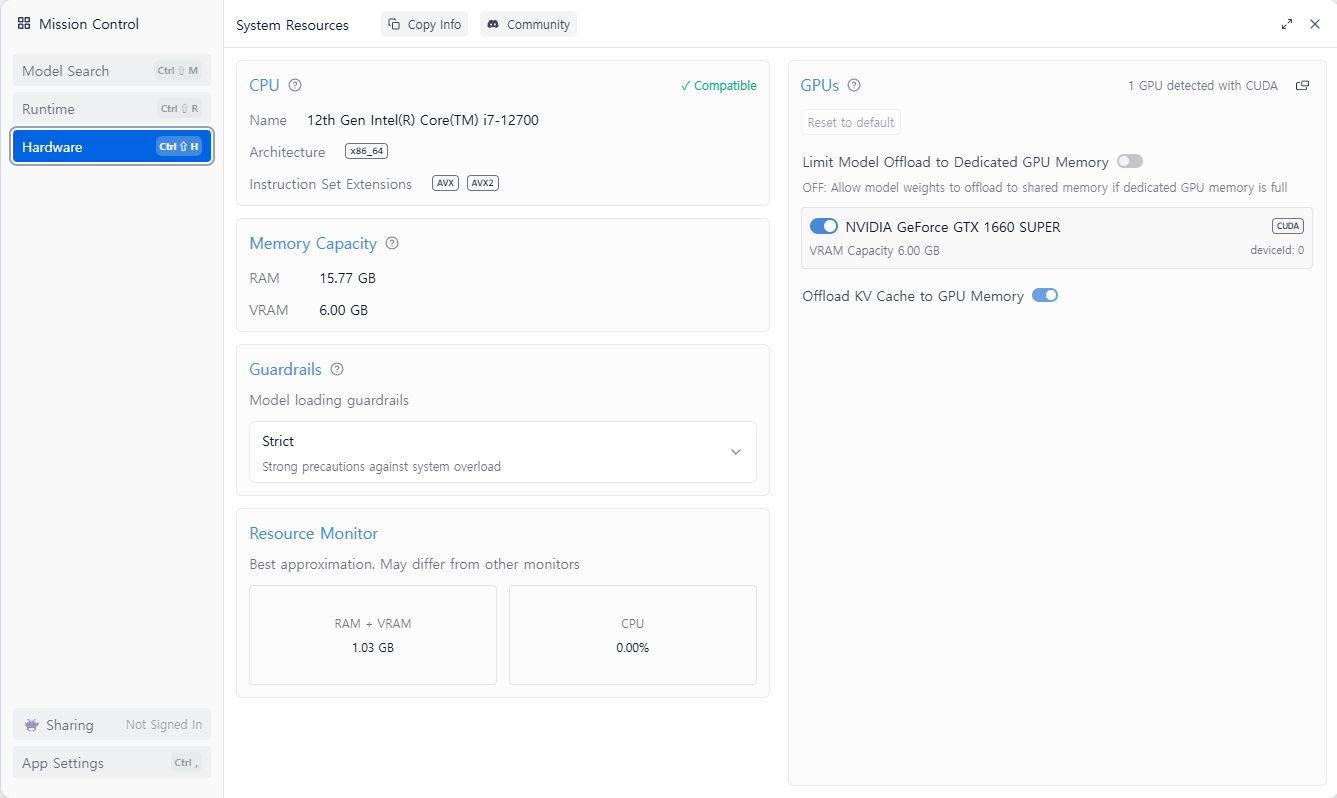 Mission Control
Model Search Ctrl ⇧ M
Runtime Ctrl ⇧ R
Hardware Ctrl ⇧ H
Sharing Not Signed In
App Settings Ctrl ,
System Resources Copy Info Community
CPU ✓ Compatible
Name 12th Gen Intel(R) Core(TM) i7-12700
Architecture x86_64
Instruction Set Extensions AVX AVX2
Memory Capacity
RAM 15.77 GB
VRAM 6.00 GB
Guardrails
Model loading guardrails
Strict
Strong precautions against system overload
Resource Monitor
Best approximation. May differ from other monitors
RAM + VRAM
1.03 GB
CPU
0.00%
GPUs 1 GPU detected with CUDA
Reset to default
Limit Model Offload to Dedicated GPU Memory
OFF: Allow model weights to offload to shared memory if dedicated GPU memory is full
NVIDIA GeForce GTX 1660 SUPER CUDA
VRAM Capacity 6.00 GB deviceId: 0
Offload KV Cache to GPU Memory